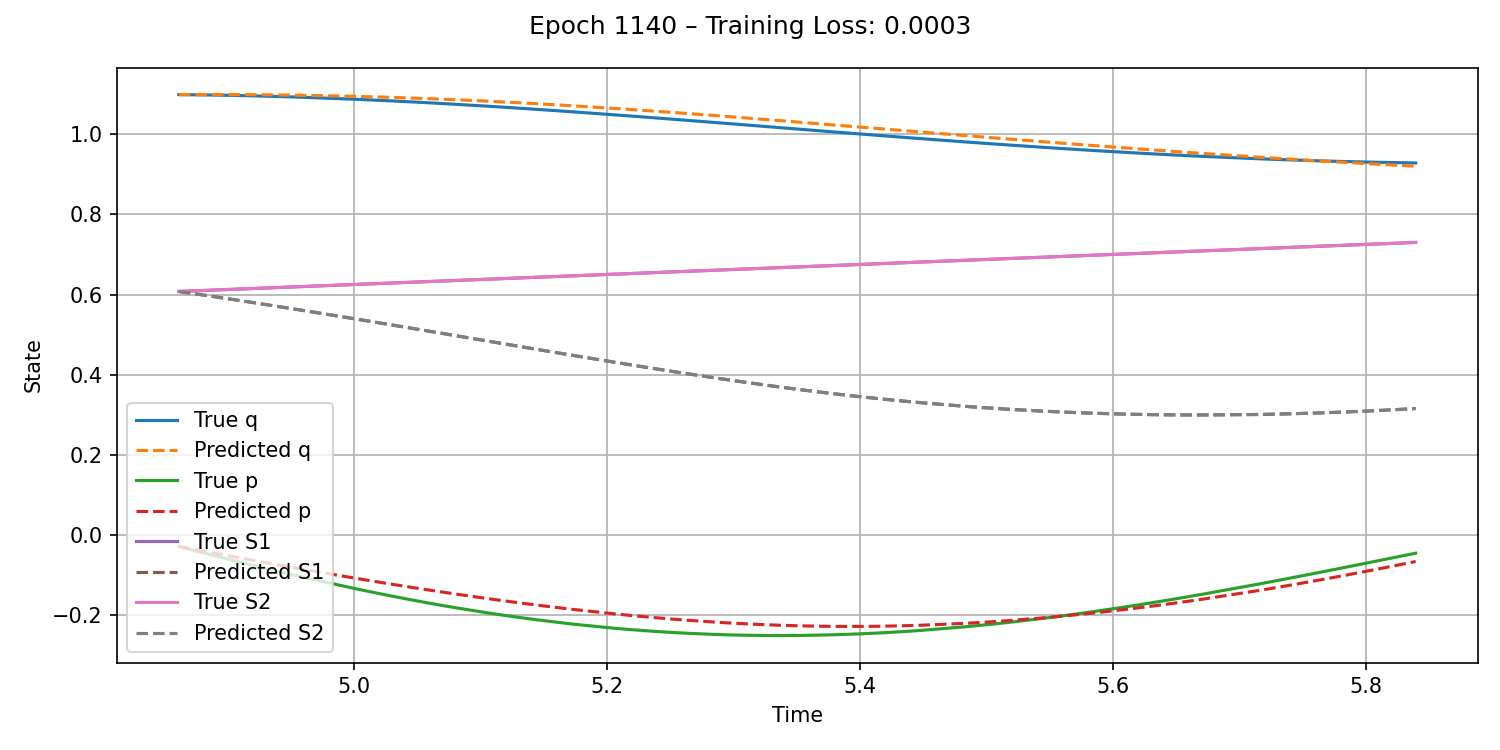 Epoch 1140 – Training Loss: 0.0003
1.0
0.8
0.6
0.4
0.2
0.0
−0.2
State
True q
Predicted q
True p
Predicted p
True S1
Predicted S1
True S2
Predicted S2
5.0 5.2 5.4 5.6 5.8
Time